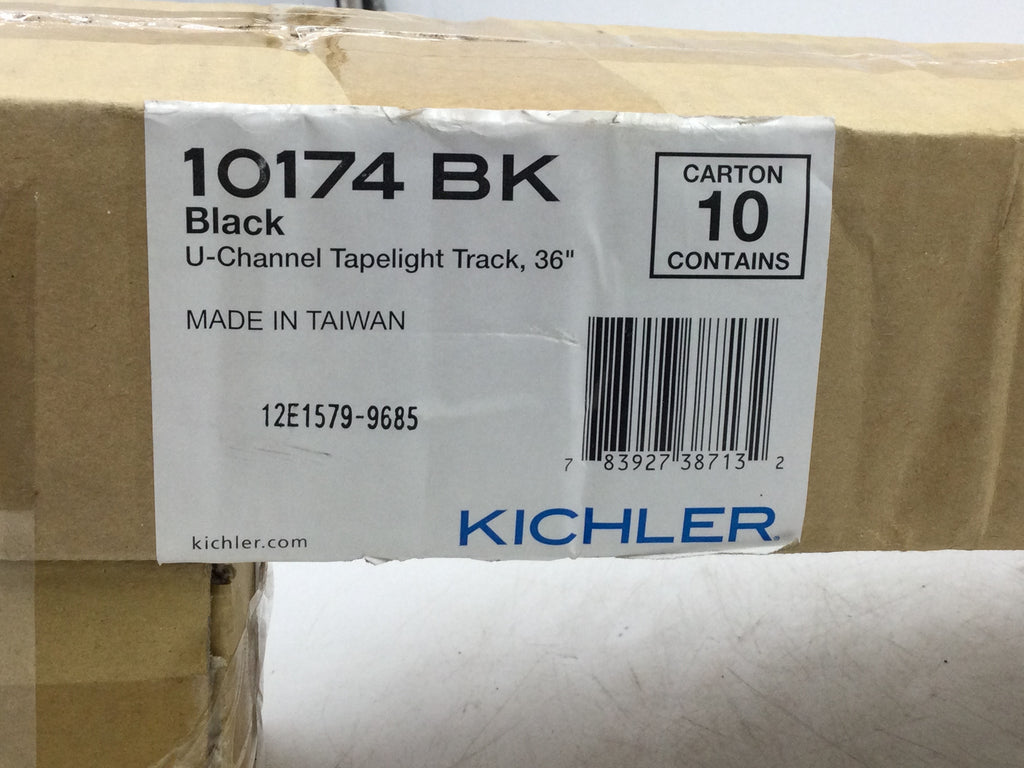 10174 BK
Black
U-Channel Tapelight Track, 36"
CARTON
10
CONTAINS
MADE IN TAIWAN
12E1579-9685
7 83927 38713 2
kichler.com
KICHLER®